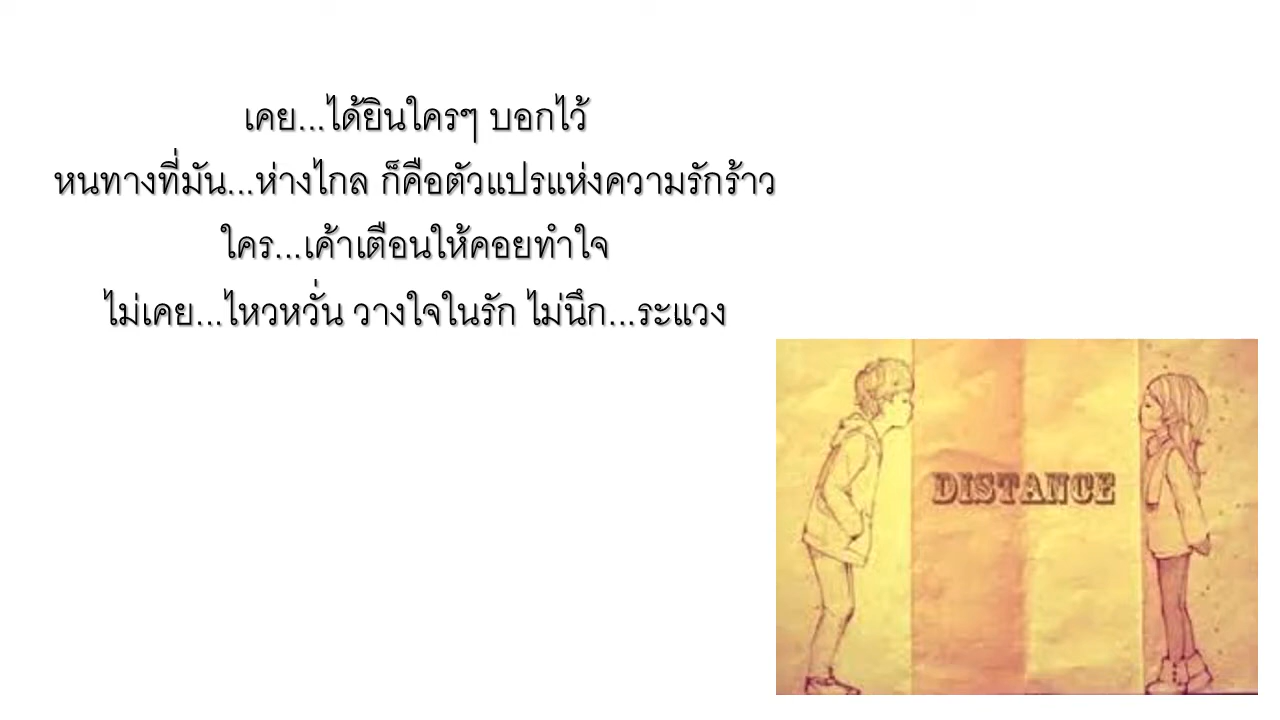 เคย...ได้ยินใครๆ บอกไว้
หนทางที่มัน...ห่างไกล ก็คือตัวแปรแห่งความรักร้าว
ใคร...เค้าเตือนให้คอยทำใจ
ไม่เคย...ไหวหวั่น วางใจในรัก ไม่นึก...ระแวง
DISTANCE